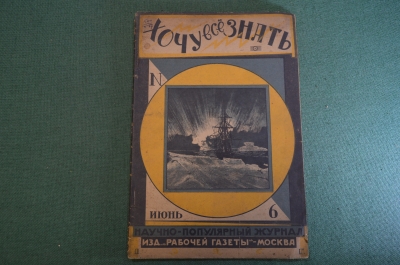 Хочу всё ЗНАТЬ
N
ИЮНЬ 6
НАУЧНО-ПОПУЛЯРНЫЙ ЖУРНАЛ
ИЗД. „РАБОЧЕЙ ГАЗЕТЫ“-МОСКВА